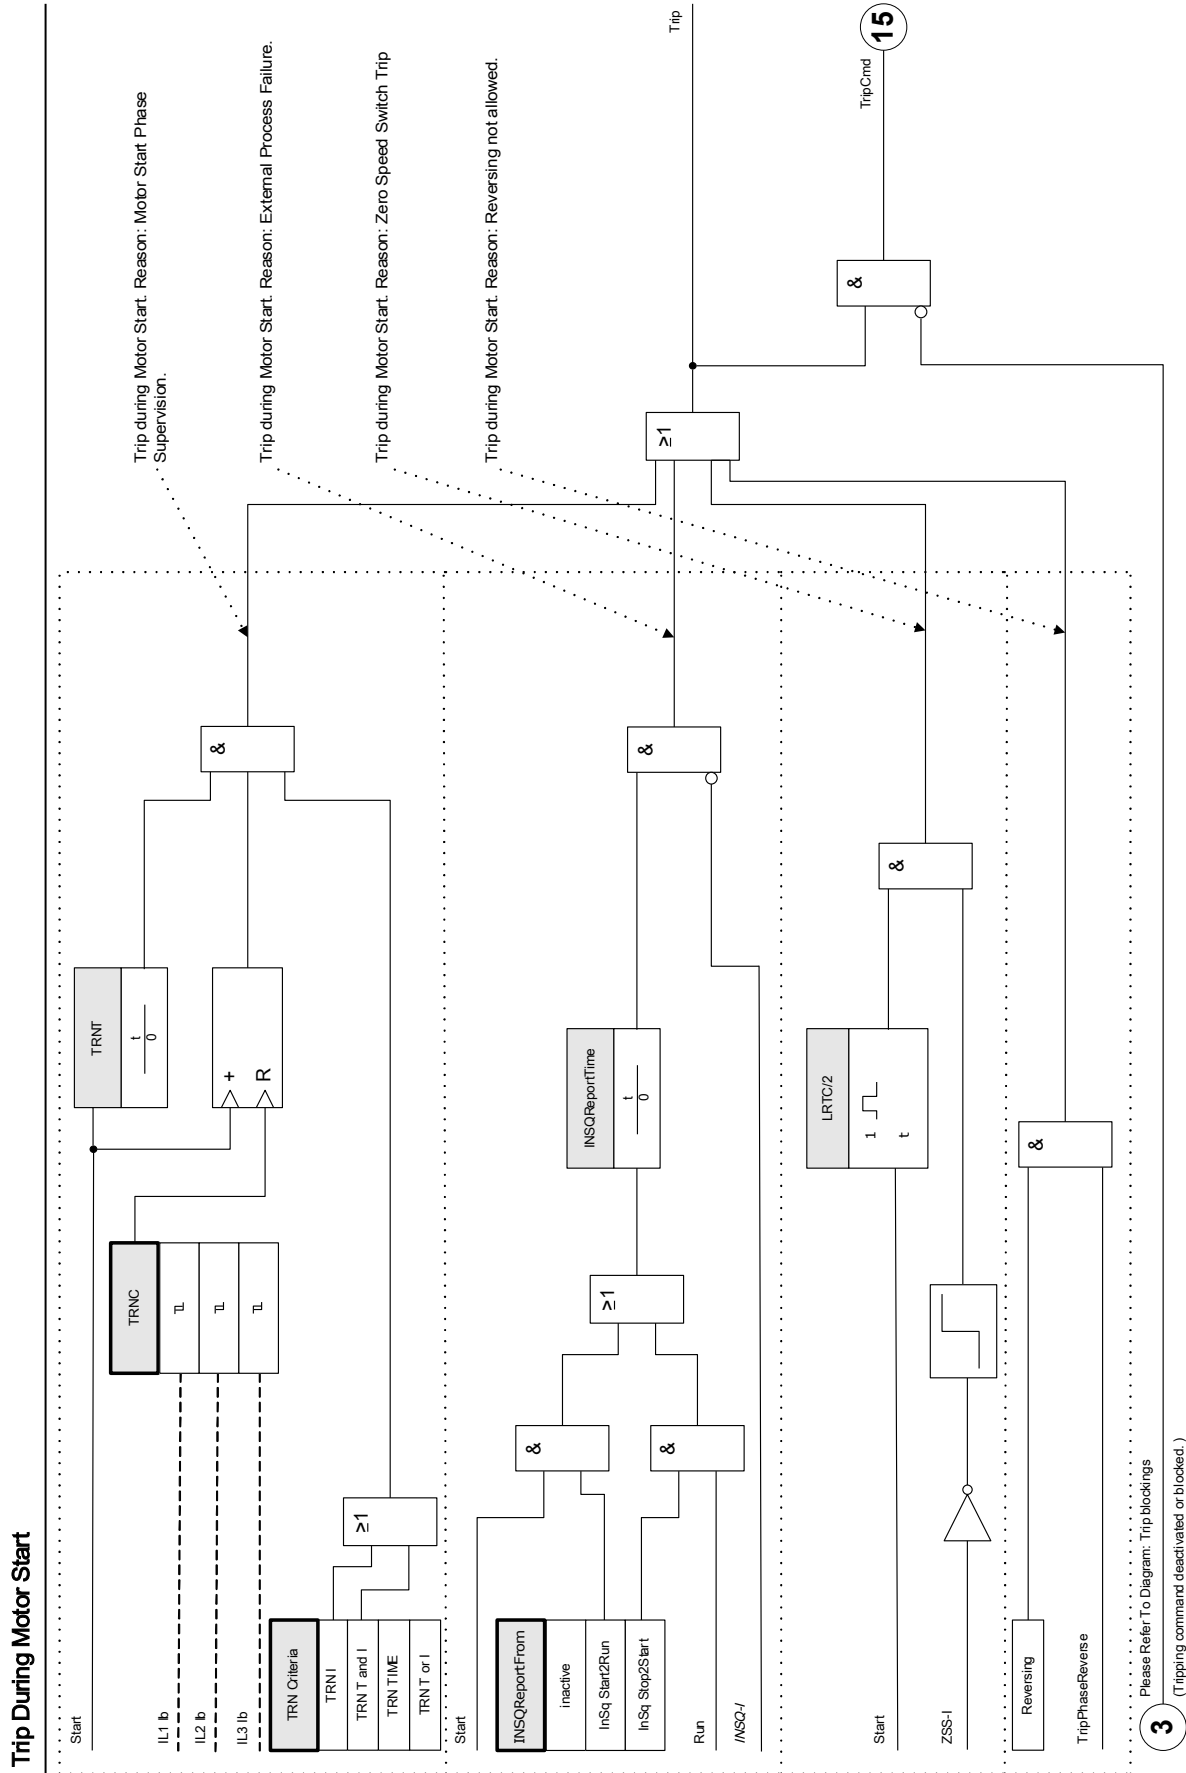 Trip During Motor Start
Start
TRNT
t
0
+
R
IL1 Ib
IL2 Ib
IL3 Ib
TRNC
TRN Criteria
TRN I
TRN T and I
TRN TIME
TRN T or I
≥1
&
Trip during Motor Start. Reason: Motor Start Phase
Supervision.
Start
INSQReportFrom
inactive
InSq Start2Run
InSq Stop2Start
Run
INSQ-I
&
&
≥1
INSQReportTime
t
0
&
Trip during Motor Start. Reason: External Process Failure.
Start
ZSS-I
LRTC/2
1
t
&
Trip during Motor Start. Reason: Zero Speed Switch Trip
Reversing
TripPhaseReverse
&
Trip during Motor Start. Reason: Reversing not allowed.
≥1
Trip
&
TripCmd
15
3
Please Refer To Diagram: Trip blockings
(Tripping command deactivated or blocked. )